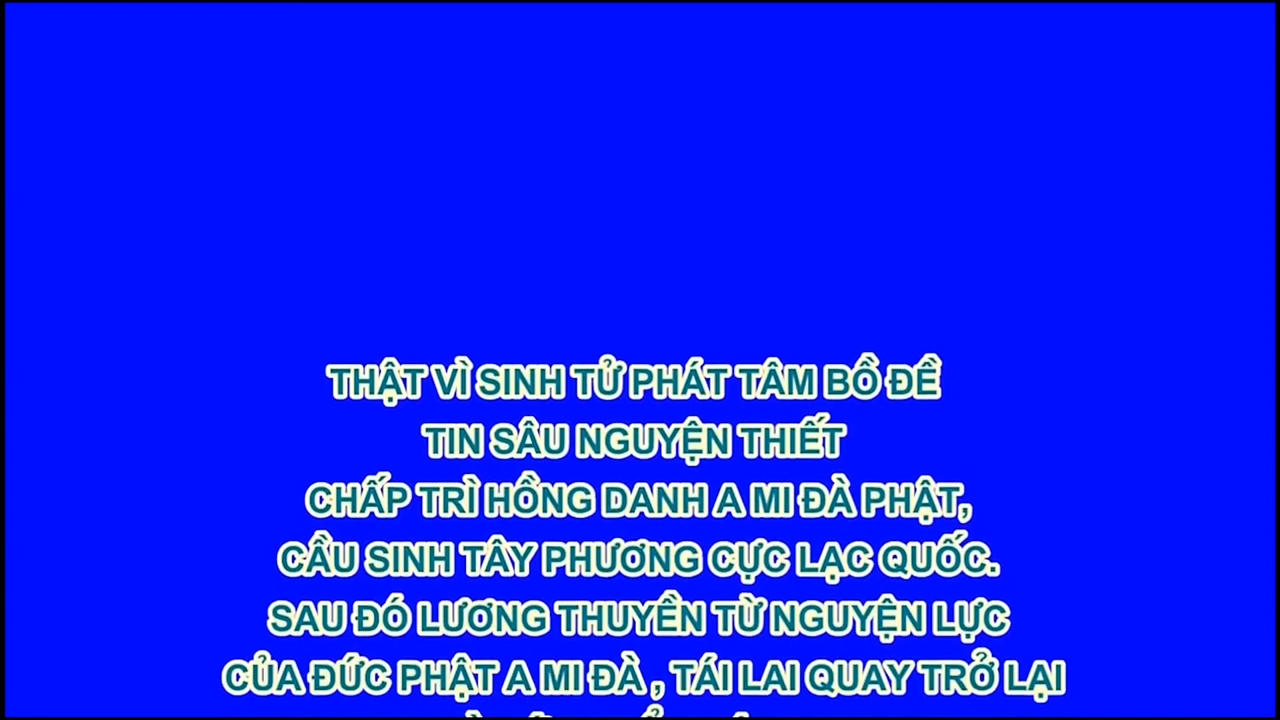 THẬT VÌ SINH TỬ PHÁT TÂM BỒ ĐỀ
TIN SÂU NGUYỆN THIẾT
CHẤP TRÌ HỒNG DANH A MI ĐÀ PHẬT,
CẦU SINH TÂY PHƯƠNG CỰC LẠC QUỐC.
SAU ĐÓ LƯƠNG THUYỀN TỪ NGUYỆN LỰC
CỦA ĐỨC PHẬT A MI ĐÀ , TÁI LAI QUAY TRỞ LẠI